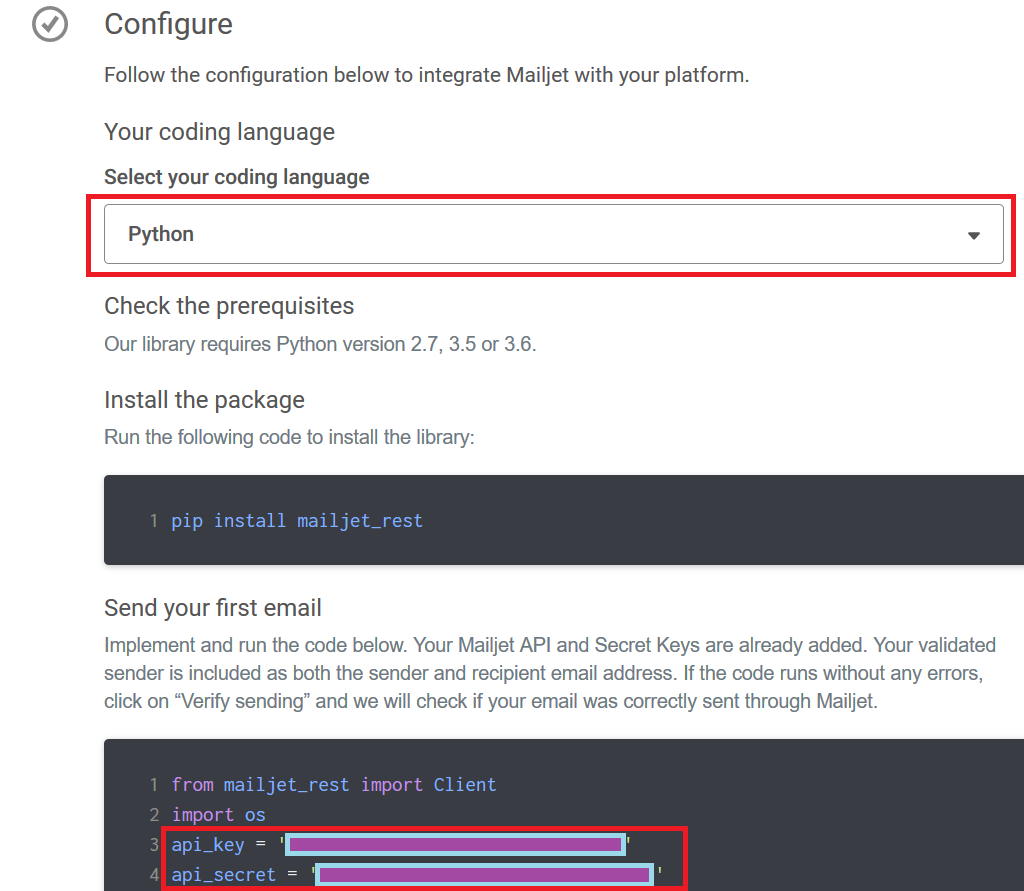 Configure
Follow the configuration below to integrate Mailjet with your platform.
Your coding language
Select your coding language
Python
Check the prerequisites
Our library requires Python version 2.7, 3.5 or 3.6.
Install the package
Run the following code to install the library:
1 pip install mailjet_rest
Send your first email
Implement and run the code below. Your Mailjet API and Secret Keys are already added. Your validated
sender is included as both the sender and recipient email address. If the code runs without any errors,
click on “Verify sending” and we will check if your email was correctly sent through Mailjet.
1 from mailjet_rest import Client
2 import os
3 api_key = ' '
4 api_secret = ' '